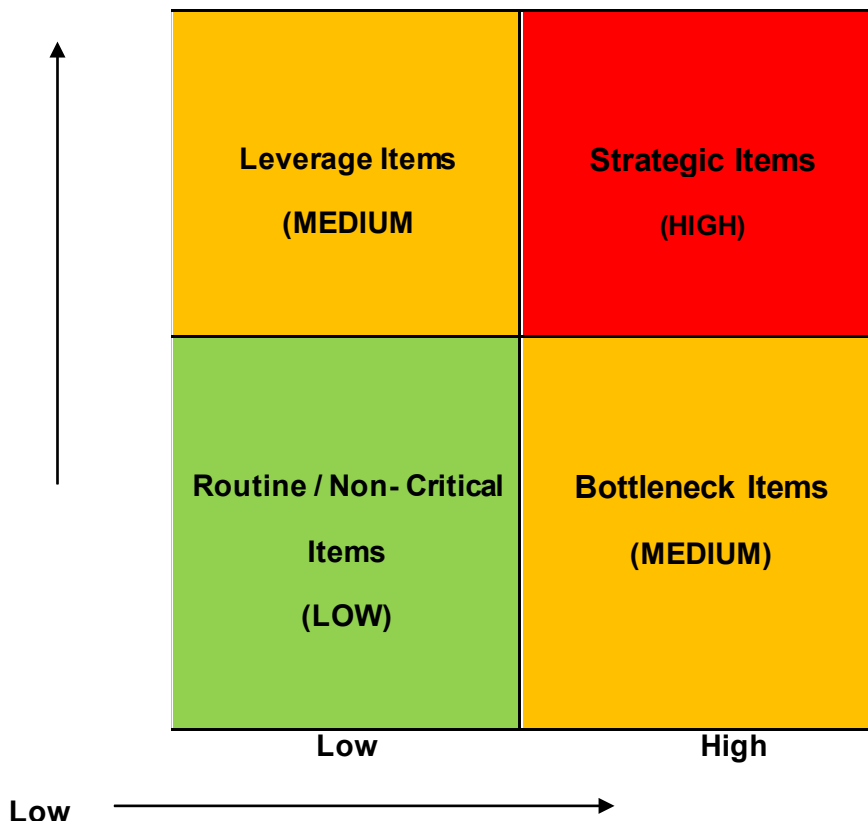 Leverage Items
(MEDIUM
Strategic Items
(HIGH)
Routine / Non- Critical
Items
(LOW)
Bottleneck Items
(MEDIUM)
Low
High
Low